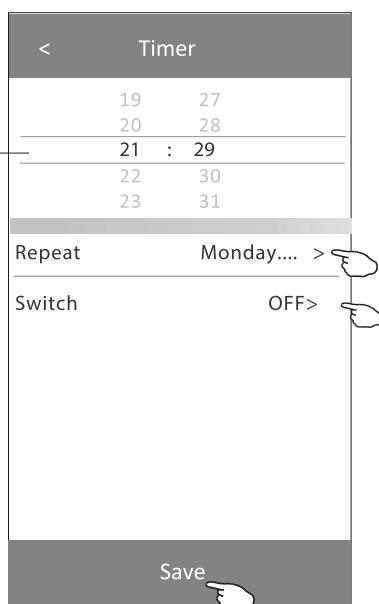 < Timer
19 27
20 28
21 : 29
22 30
23 31
Repeat Monday.... >
Switch OFF>
Save